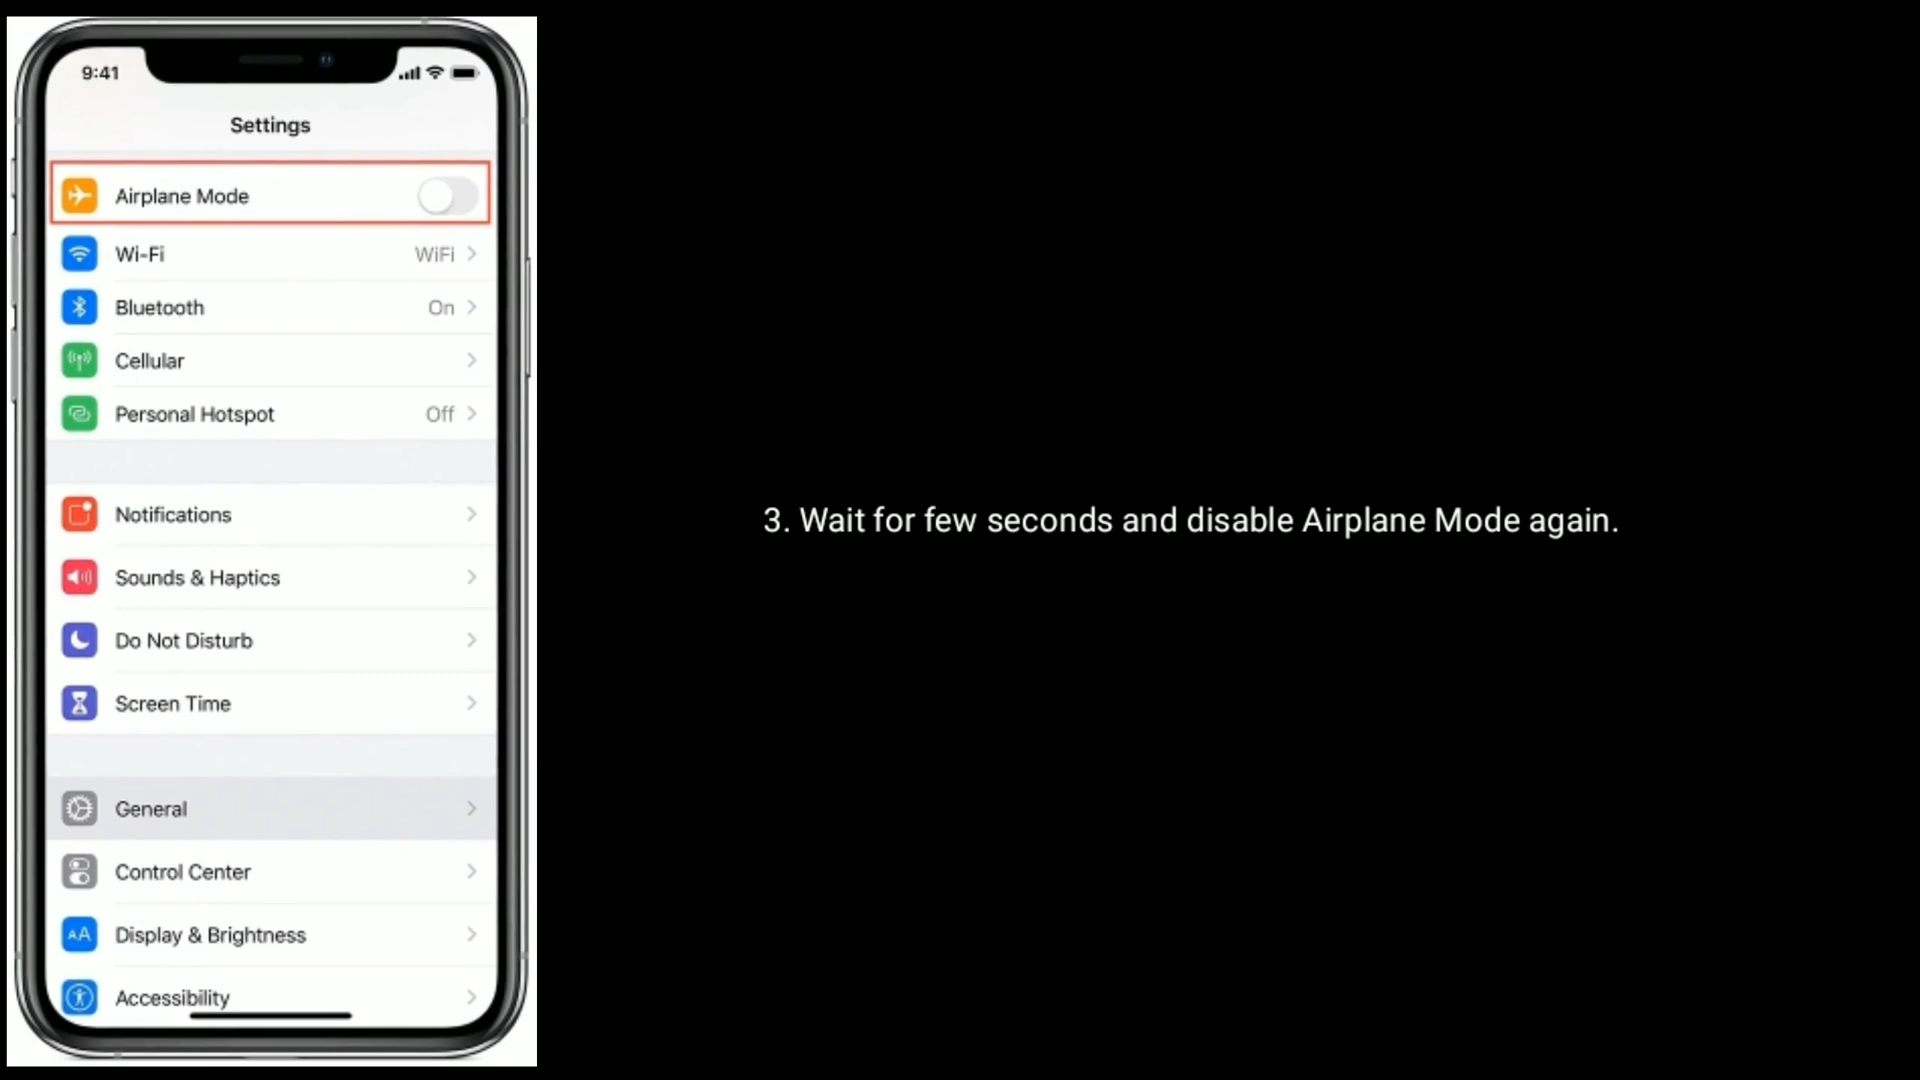 9:41
Settings
Airplane Mode
Wi-Fi WiFi
Bluetooth On
Cellular
Personal Hotspot Off
Notifications
Sounds & Haptics
Do Not Disturb
Screen Time
General
Control Center
AA Display & Brightness
Accessibility
3. Wait for few seconds and disable Airplane Mode again.